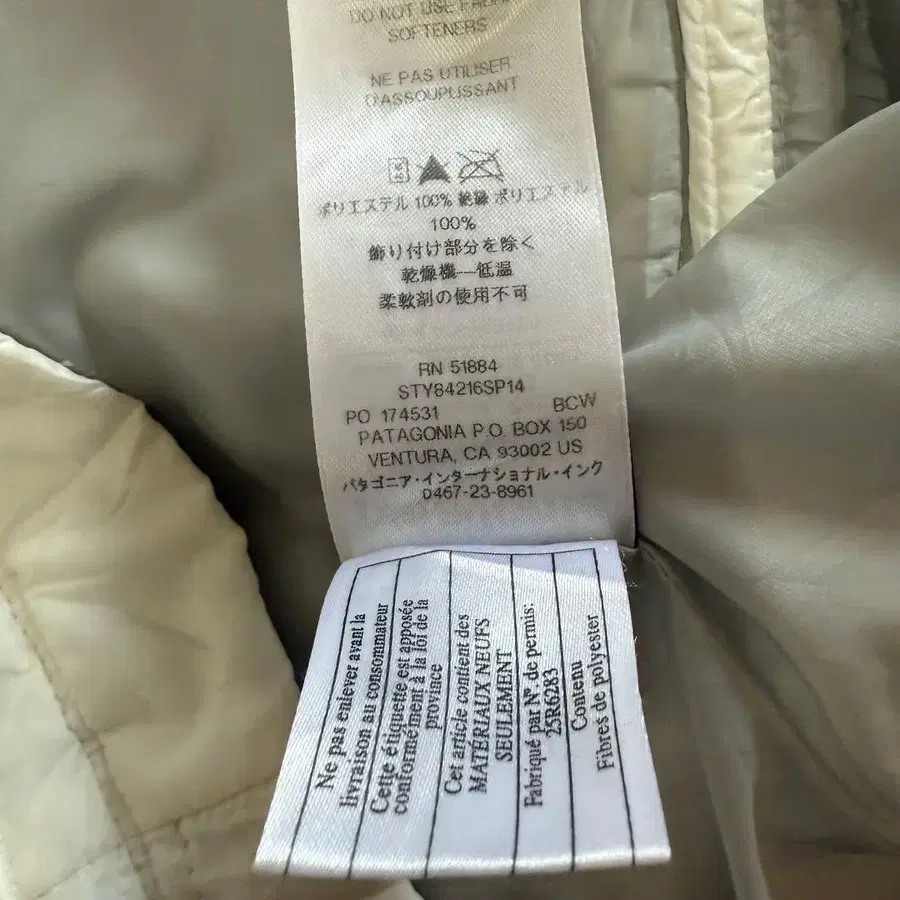 DO NOT USE FABRIC
SOFTENERS
NE PAS UTILISER
D'ASSOUPLISSANT
ポリエステル 100% 絶縁 ポリエステル
100%
飾り付け部分を除く
乾燥機—低温
柔軟剤の使用不可
RN 51884
STY84216SP14
PO 174531 BCW
PATAGONIA P.O. BOX 150
VENTURA, CA 93002 US
パタゴニア・インターナショナル・インク
0467-23-8961
Ne pas enlever avant la
livraison au consommateur
Cette étiquette est apposée
conformément à la loi de la
province
Cet article contient des
MATÉRIAUX NEUFS
SEULEMENT
Fabriqué par N°. de permis:
25R6283
Contenu
Fibres de polyester